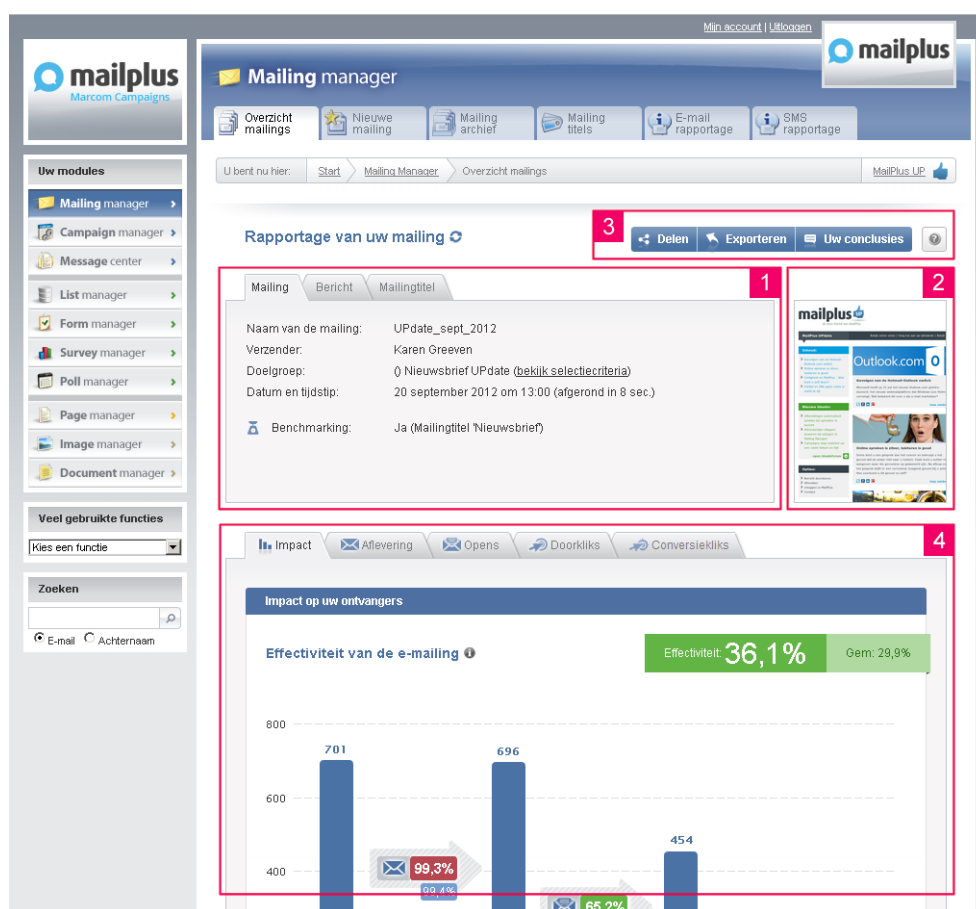 Mijn account | Uitloggen
mailplus
mailplus
Marcom Campaigns
Mailing manager
Overzicht mailings
Nieuwe mailing
Mailing archief
Mailing titels
E-mail rapportage
SMS rapportage
Uw modules
Mailing manager
Campaign manager
Message center
List manager
Form manager
Survey manager
Poll manager
Page manager
Image manager
Document manager
Veel gebruikte functies
Kies een functie
Zoeken
E-mail Achternaam
U bent nu hier: Start Mailing Manager Overzicht mailings MailPlus UP
Rapportage van uw mailing
3
Delen Exporteren Uw conclusies
1
Mailing Bericht Mailingtitel
Naam van de mailing: UPdate_sept_2012
Verzender: Karen Greeven
Doelgroep: () Nieuwsbrief UPdate (bekijk selectiecriteria)
Datum en tijdstip: 20 september 2012 om 13:00 (afgerond in 8 sec.)
Benchmarking: Ja (Mailingtitel 'Nieuwsbrief')
2
mailplus
Outlook.com
4
Impact Aflevering Opens Doorkliks Conversiekliks
Impact op uw ontvangers
Effectiviteit van de e-mailing
Effectiviteit: 36,1% Gem: 29,9%
800
701
696
600
454
400
99,3%
99,4%
65,2%